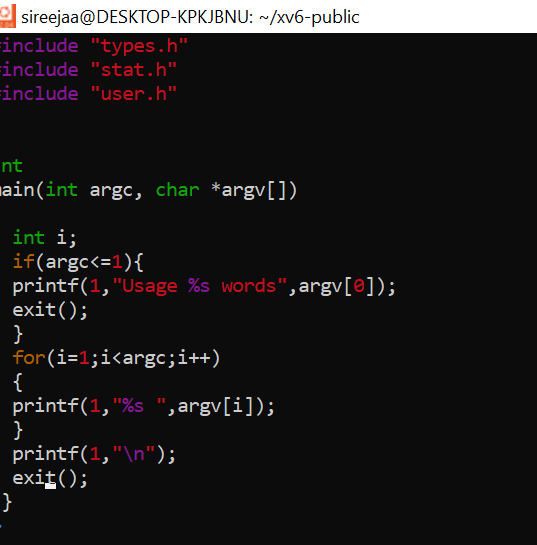 sireejaa@DESKTOP-KPKJBNU: ~/xv6-public
#include "types.h"
#include "stat.h"
#include "user.h"
nt
main(int argc, char *argv[])
int i;
if(argc<=1){
printf(1,"Usage %s words",argv[0]);
exit();
}
for(i=1;i<argc;i++)
{
printf(1,"%s ",argv[i]);
}
printf(1,"\n");
exit();
}